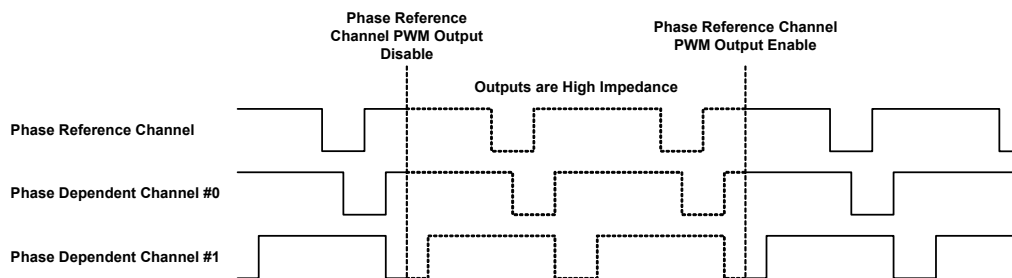 Phase Reference
Channel PWM Output
Disable
Phase Reference Channel
PWM Output Enable
Outputs are High Impedance
Phase Reference Channel
Phase Dependent Channel #0
Phase Dependent Channel #1